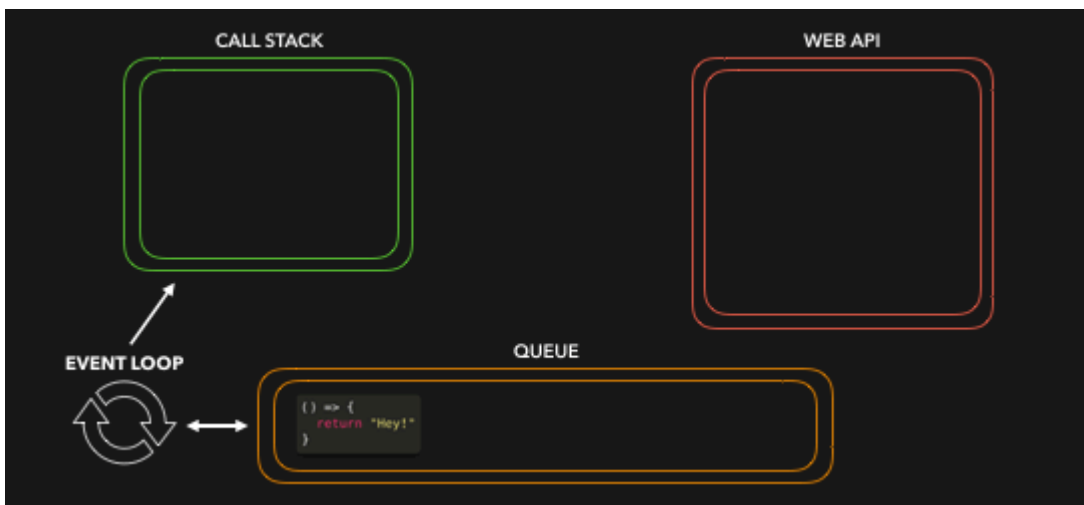 CALL STACK
WEB API
EVENT LOOP
QUEUE
() => {
  return "Hey!"
}